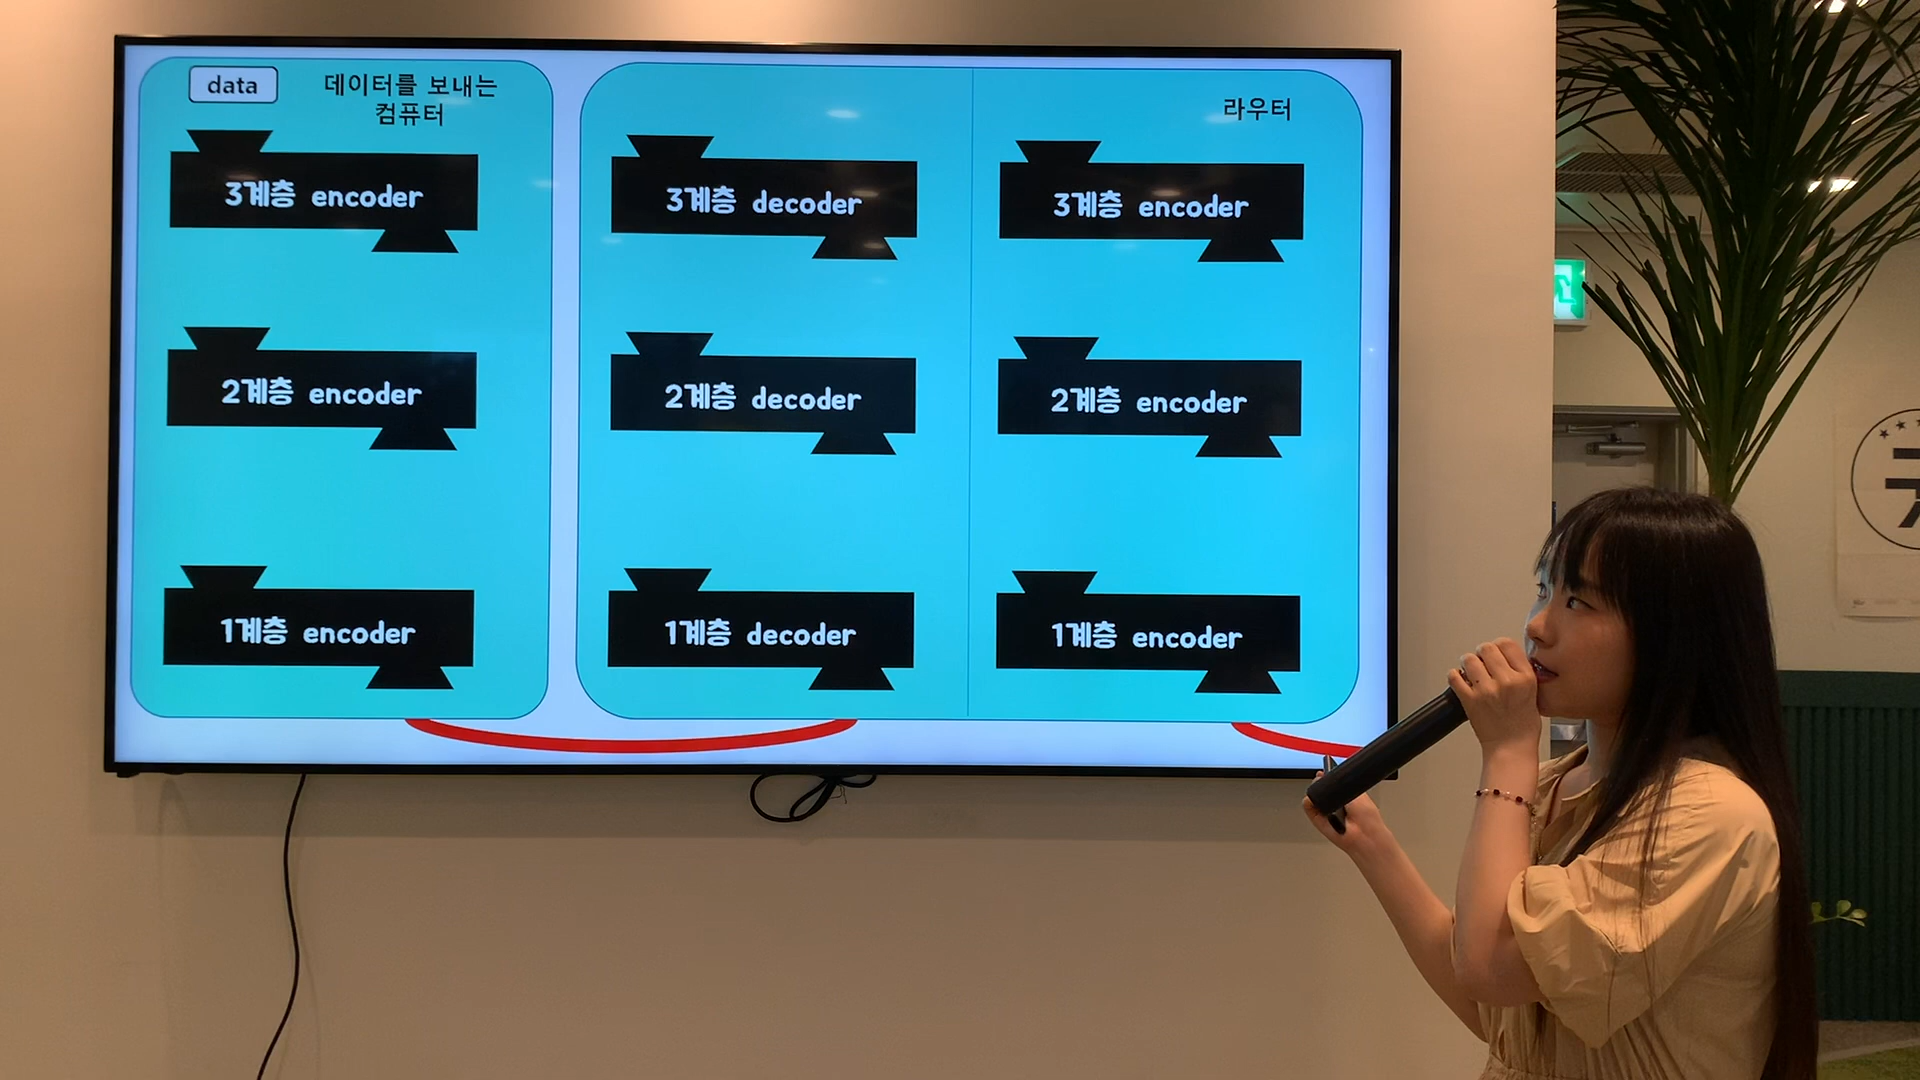 data
데이터를 보내는
컴퓨터
3계층 encoder
2계층 encoder
1계층 encoder
3계층 decoder
2계층 decoder
1계층 decoder
라우터
3계층 encoder
2계층 encoder
1계층 encoder